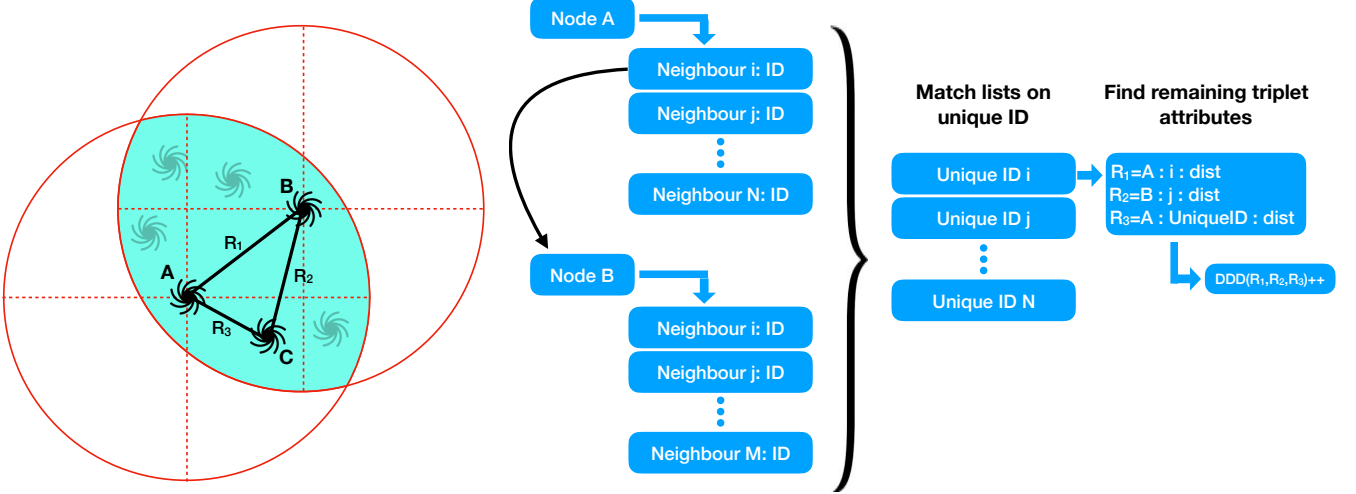 B
R₁
A
R₂
R₃
C
Node A
Neighbour i: ID
Neighbour j: ID
Neighbour N: ID
Node B
Neighbour i: ID
Neighbour j: ID
Neighbour M: ID
Match lists on
unique ID
Unique ID i
Unique ID j
Unique ID N
Find remaining triplet
attributes
R₁=A : i : dist
R₂=B : j : dist
R₃=A : UniqueID : dist
DDD(R₁,R₂,R₃)++